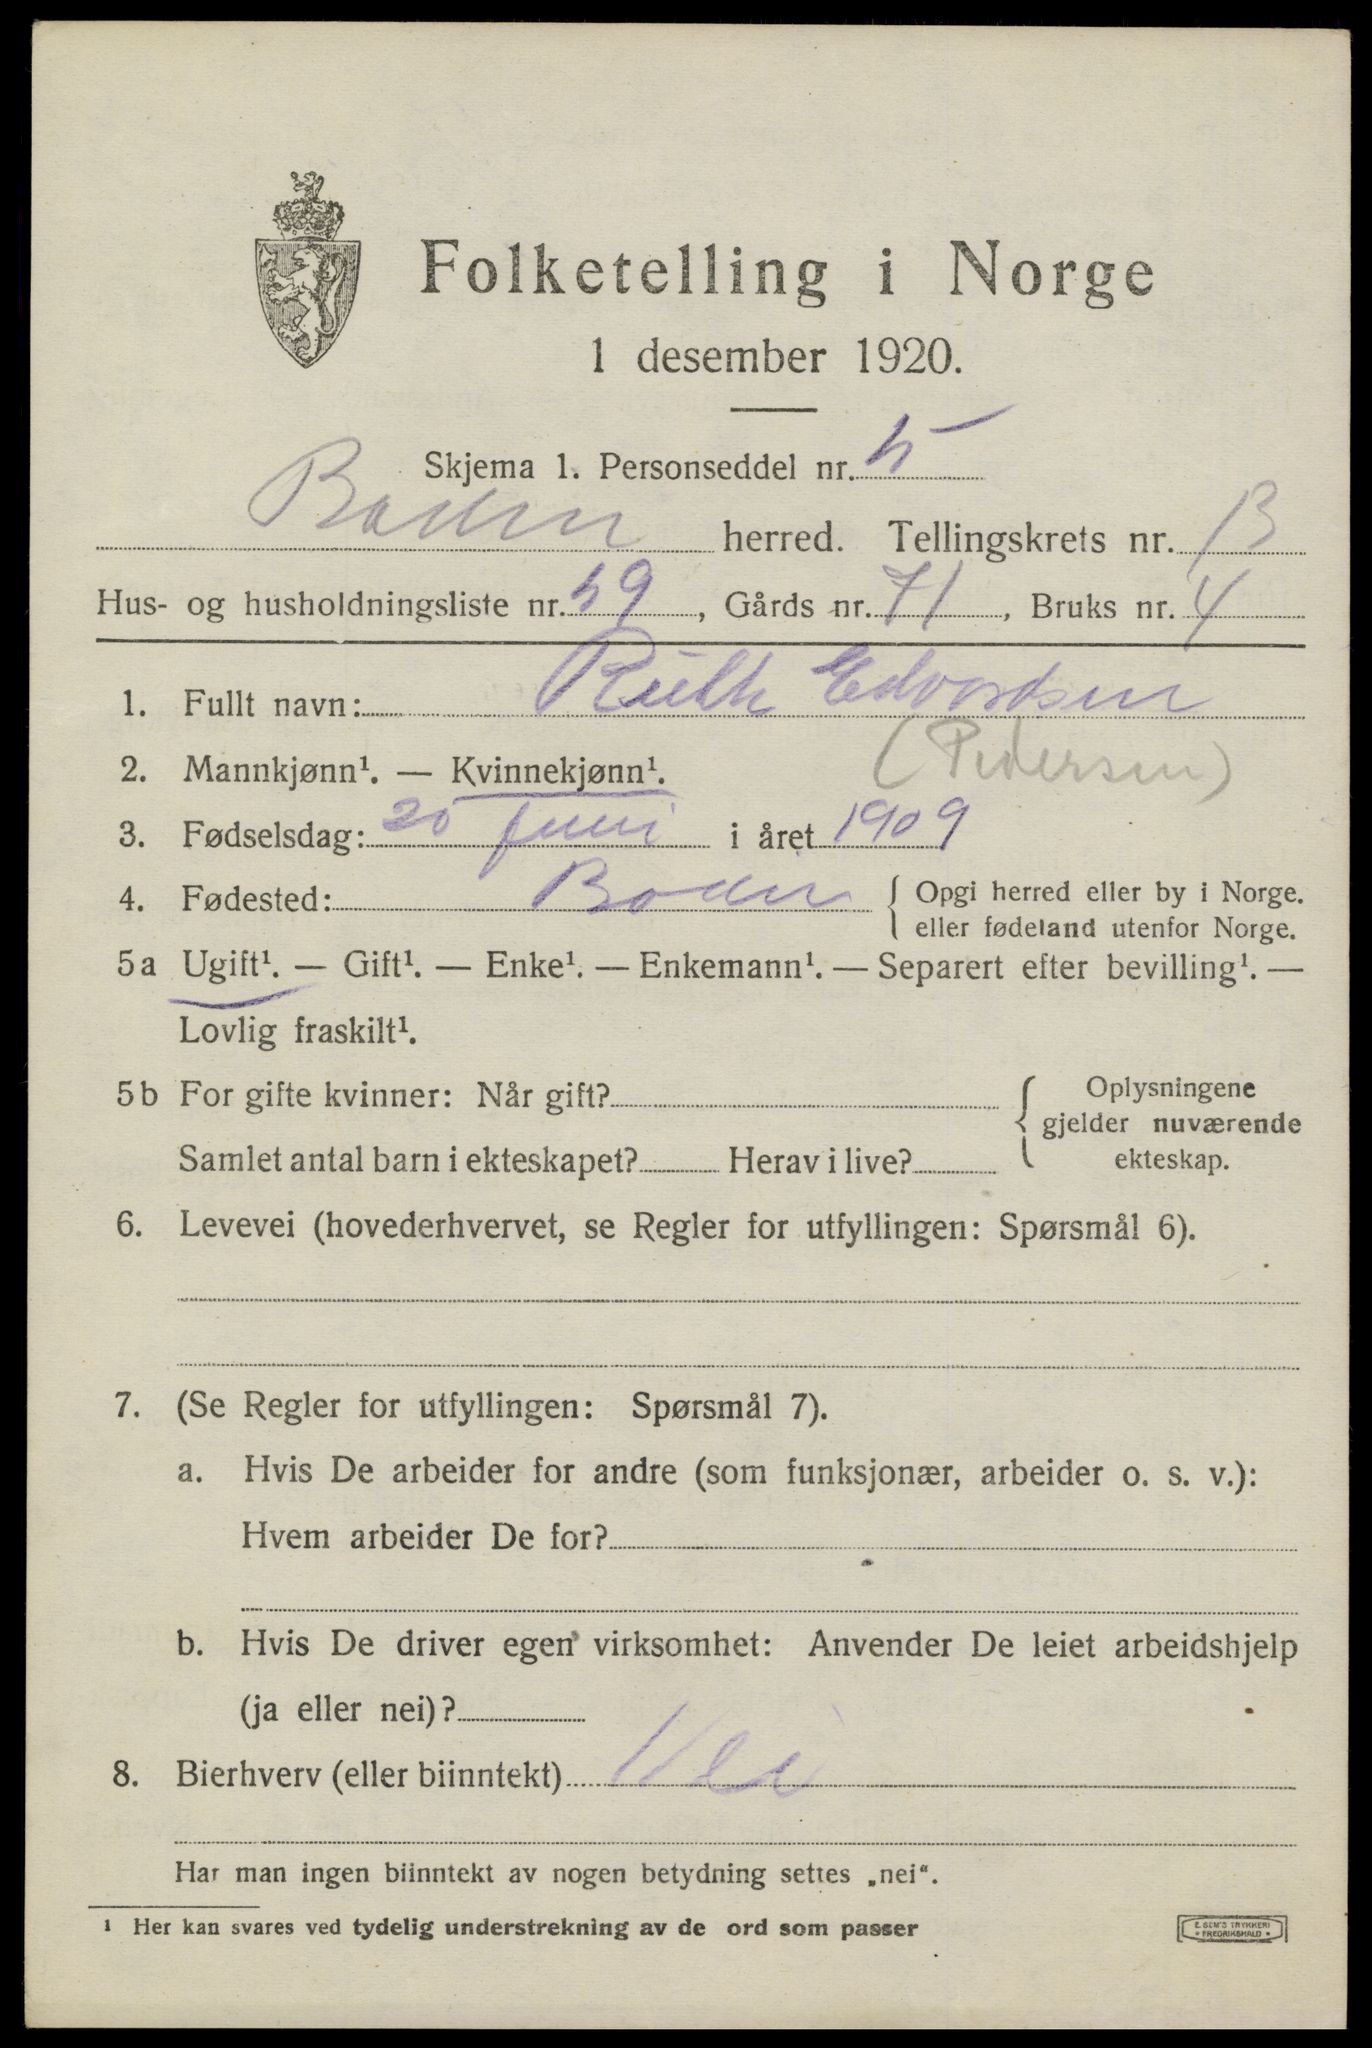 Folketelling i Norge
1 desember 1920.
Skjema 1. Personseddel nr. 5
Bodin herred. Tellingskrets nr. 13
Hus- og husholdningsliste nr. 59, Gårds nr. 71, Bruks nr. 4
1. Fullt navn: Ruth Edvardsen
(Pedersen)
2. Mannkjønn¹. — Kvinnekjønn¹.
3. Fødselsdag: 20 juni i året 1909
4. Fødested: Bodin { Opgi herred eller by i Norge.
eller fødeland utenfor Norge.
5a Ugift¹. — Gift¹. — Enke¹. — Enkemann¹. — Separert efter bevilling¹. —
Lovlig fraskilt¹.
5b For gifte kvinner: Når gift?
Samlet antal barn i ekteskapet? Herav i live?
Oplysningene
gjelder nuværende
ekteskap.
6. Levevei (hovederhvervet, se Regler for utfyllingen: Spørsmål 6).
7. (Se Regler for utfyllingen: Spørsmål 7).
a. Hvis De arbeider for andre (som funksjonær, arbeider o. s. v.):
Hvem arbeider De for?
b. Hvis De driver egen virksomhet: Anvender De leiet arbeidshjelp
(ja eller nei)?
8. Bierhverv (eller biinntekt) Nei
Har man ingen biinntekt av nogen betydning settes „nei“.
¹ Her kan svares ved tydelig understrekning av de ord som passer
E. SEM'S TRYKKERI
* FREDRIKSHALD *